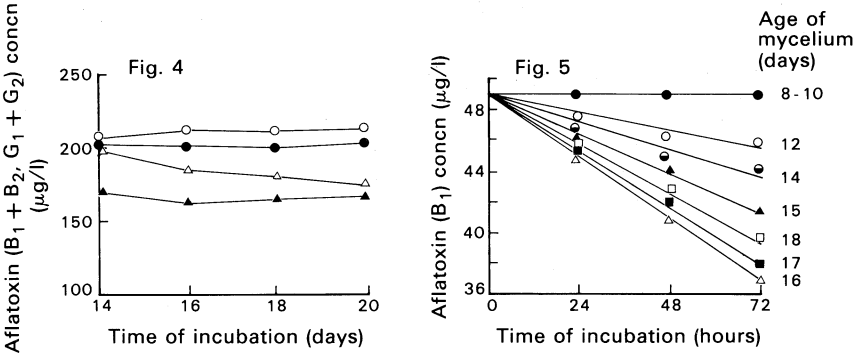 Fig. 4
Aflatoxin (B₁ + B₂, G₁ + G₂) concn
(μg/l)
250
200
150
100
14
16
18
20
Time of incubation (days)
Fig. 5
Aflatoxin (B₁) concn (μg/l)
48
44
40
36
0
24
48
72
Time of incubation (hours)
Age of
mycelium
(days)
8-10
12
14
15
18
17
16